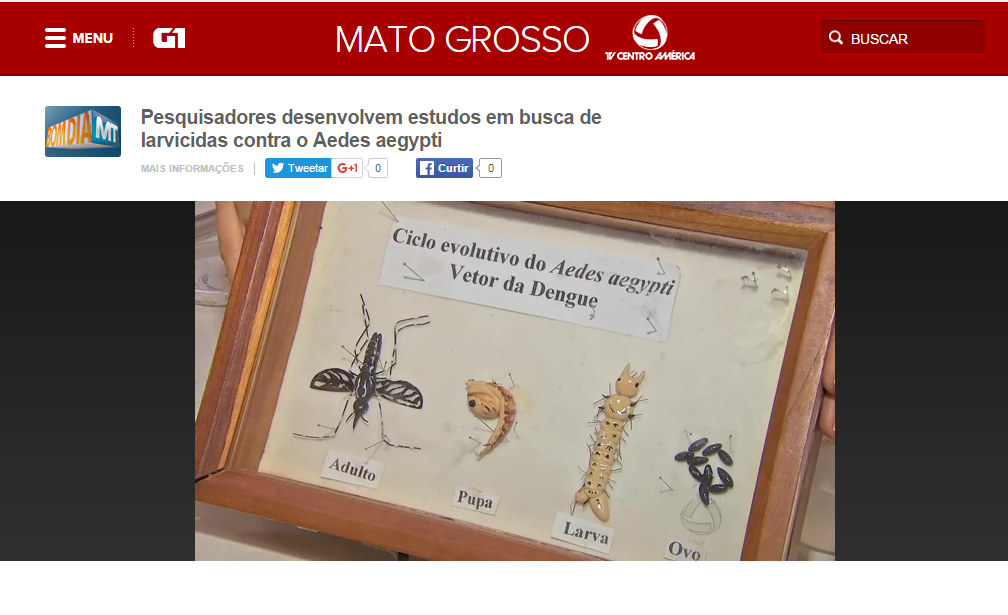 MENU
G1
MATO GROSSO
TV CENTRO AMÉRICA
BUSCAR
BOM DIA MT
Pesquisadores desenvolvem estudos em busca de
larvicidas contra o Aedes aegypti
MAIS INFORMAÇÕES
Tweetar
G+1
0
Curtir
0
Ciclo evolutivo do Aedes aegypti
Vetor da Dengue
Adulto
Pupa
Larva
Ovo